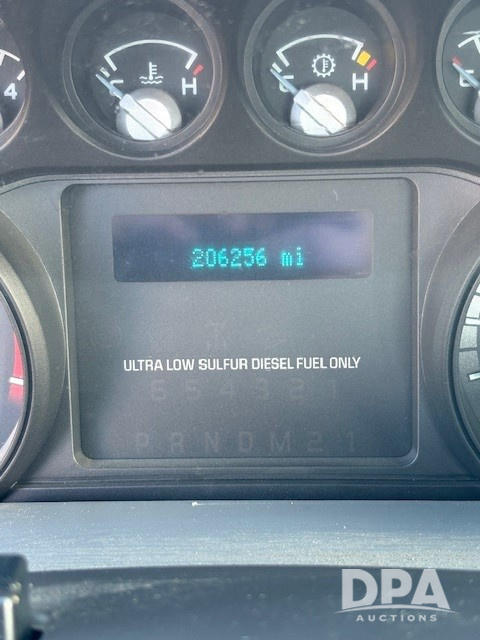 4
C H
C H
206256 mi
ULTRA LOW SULFUR DIESEL FUEL ONLY
6 5 4 3 2 1
P R N D M 2 1
DPA
AUCTIONS